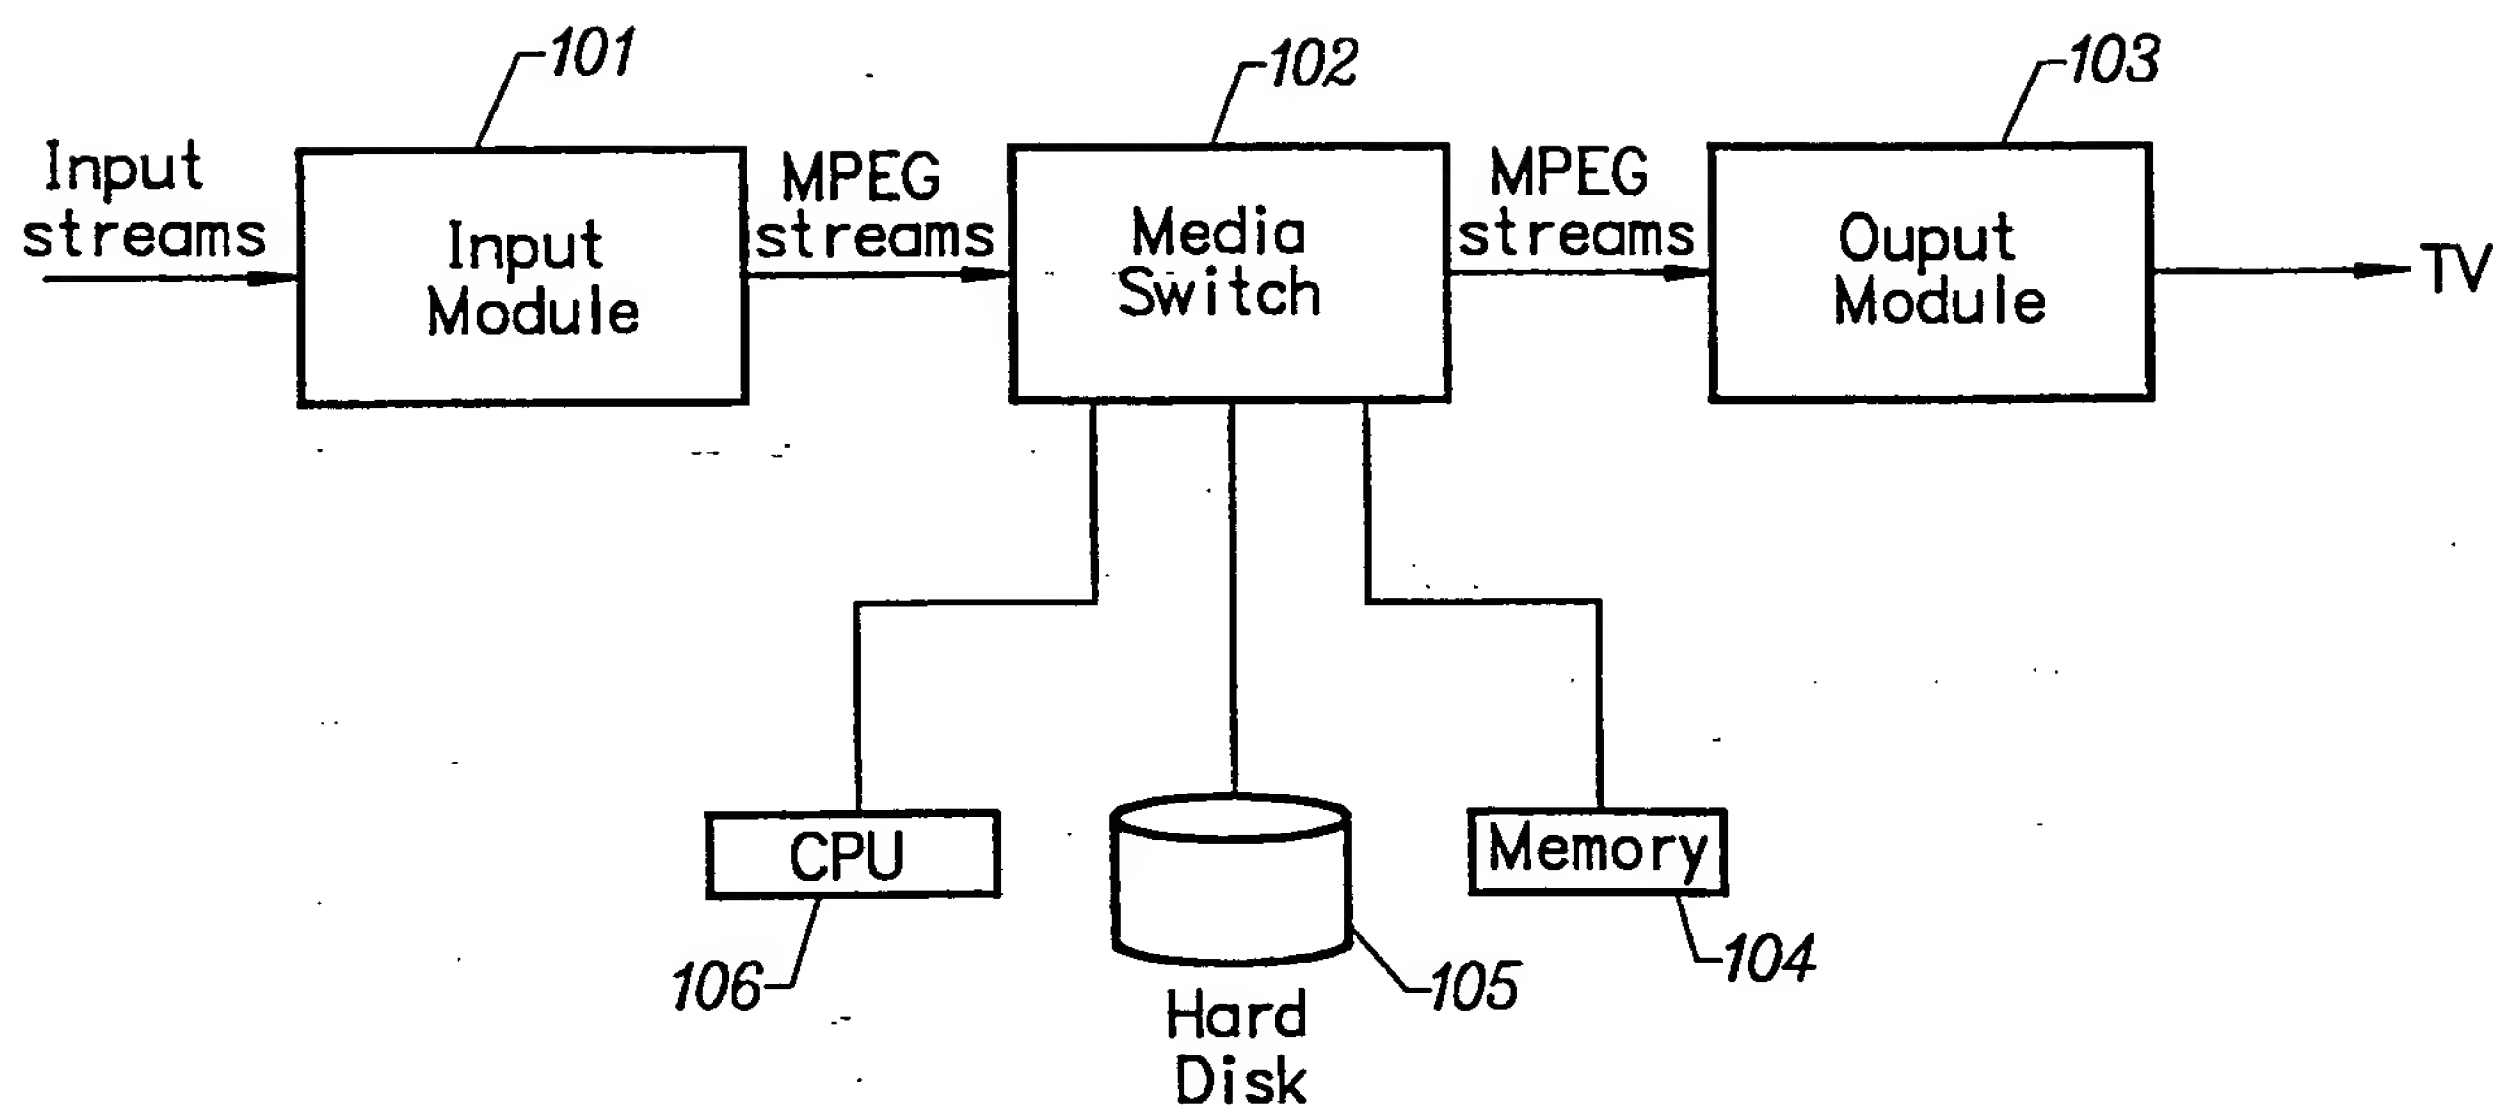 101
102
103
Input
streams
Input
Module
MPEG
streams
Media
Switch
MPEG
streams
Ouput
Module
TV
CPU
Memory
106
105
104
Hard
Disk